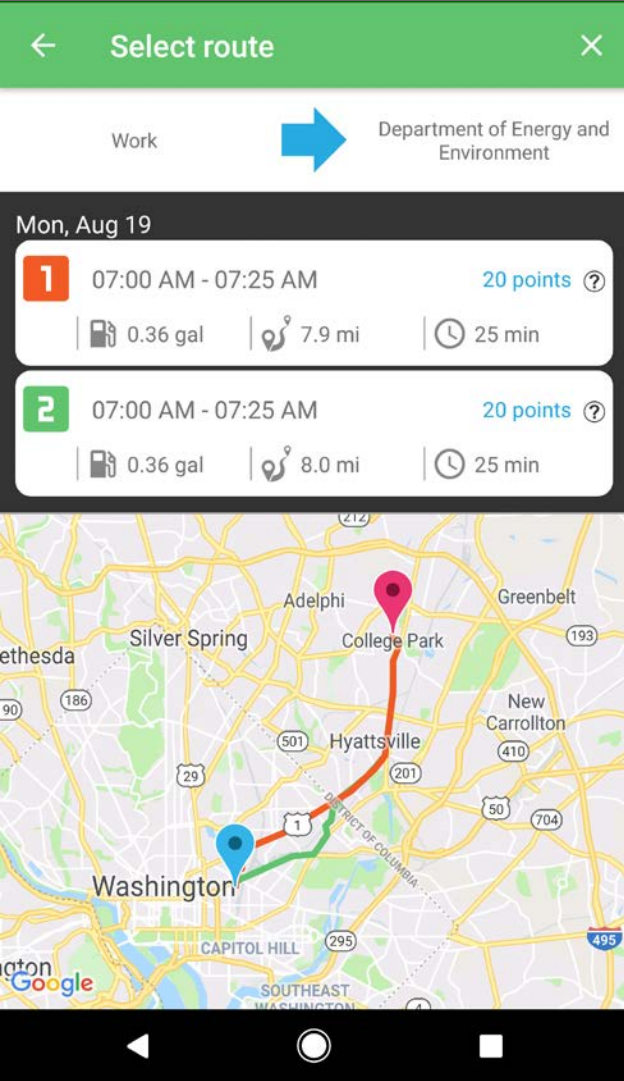 Select route
Work
Department of Energy and
Environment
Mon, Aug 19
1
07:00 AM - 07:25 AM
20 points
?
0.36 gal
7.9 mi
25 min
2
07:00 AM - 07:25 AM
20 points
?
0.36 gal
8.0 mi
25 min
212
Adelphi
Greenbelt
Silver Spring
College Park
193
ethesda
186
New
Carrollton
90
501
Hyattsville
410
29
201
50
704
1
DISTRICT OF COLUMBIA
Washington
CAPITOL HILL
295
495
gton
Google
SOUTHEAST
WASHINGTON
4